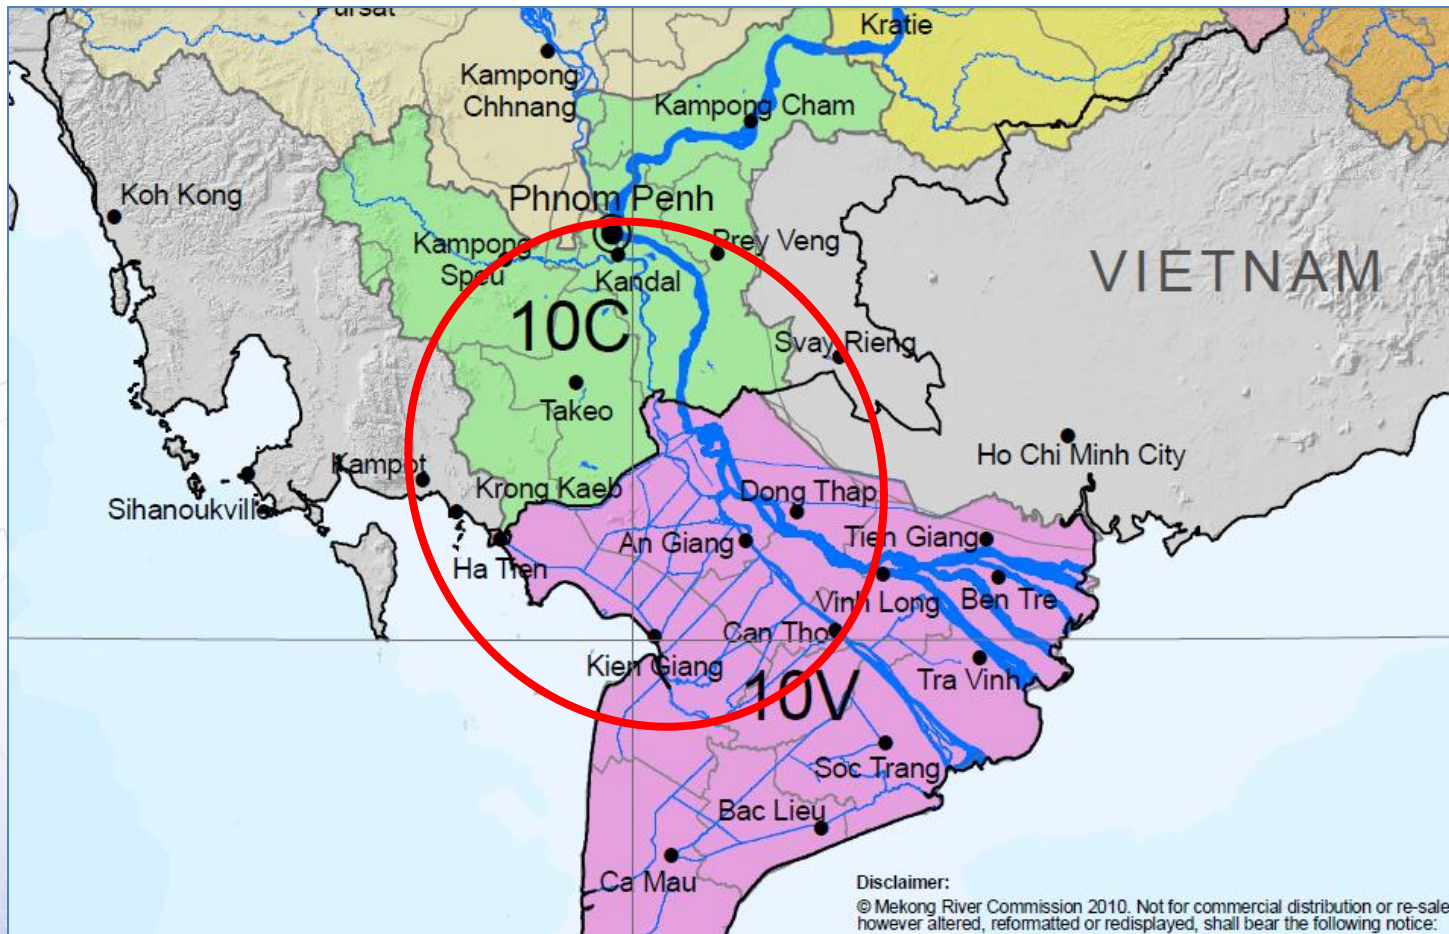 Pursat
Kratie
Kampong
Chhnang
Kampong Cham
Koh Kong
Phnom Penh
Kampong
Speu
Kandal
Prey Veng
VIETNAM
10C
Svay Rieng
Takeo
Ho Chi Minh City
Kampot
Krong Kaeb
Dong Thap
Sihanoukville
An Giang
Tien Giang
Ha Tien
Vinh Long
Ben Tre
Can Tho
Kien Giang
10V
Tra Vinh
Soc Trang
Bac Lieu
Ca Mau
Disclaimer:
© Mekong River Commission 2010. Not for commercial distribution or re-sale
however altered, reformatted or redisplayed, shall bear the following notice: